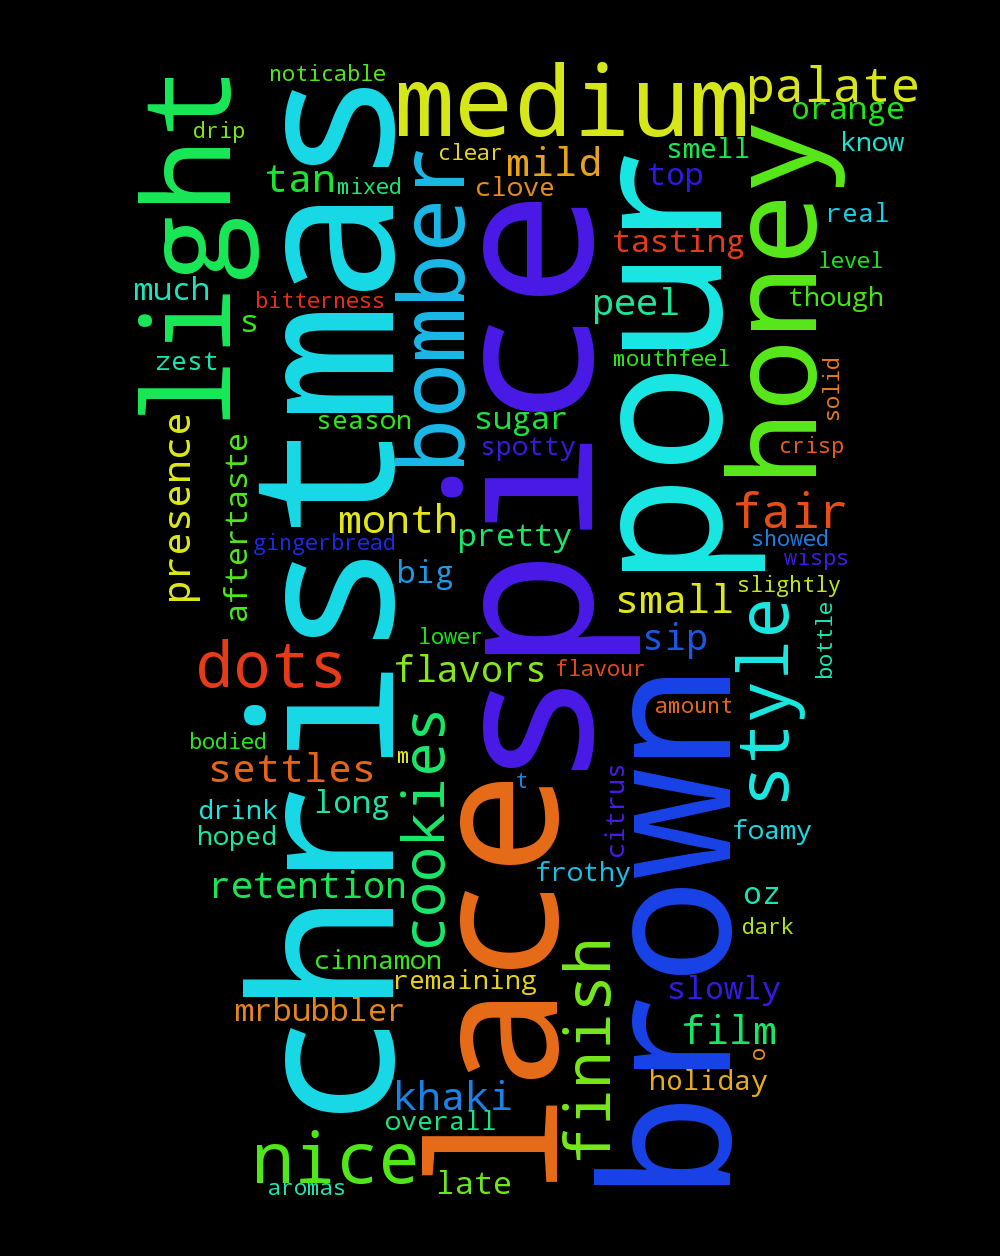 noticable
medium
palate
orange
light
drip
christmas
clear
mild
smell
know
tan
mixed
bomber
clove
top
pour
honey
spice
real
tasting
level
much
bitterness
s
peel
though
zest
mouthfeel
solid
presence
season
sugar
aftertaste
spotty
crisp
month
pretty
fair
gingerbread
showed
wisps
big
slightly
small
style
bottle
lower
sip
dots
flavors
flavour
brown
amount
bodied
settles
m
cookies
t
citrus
drink
long
laces
hoped
foamy
frothy
retention
oz
dark
cinnamon
remaining
finish
slowly
mrbubbler
film
o
khaki
holiday
overall
nice
aromas
late